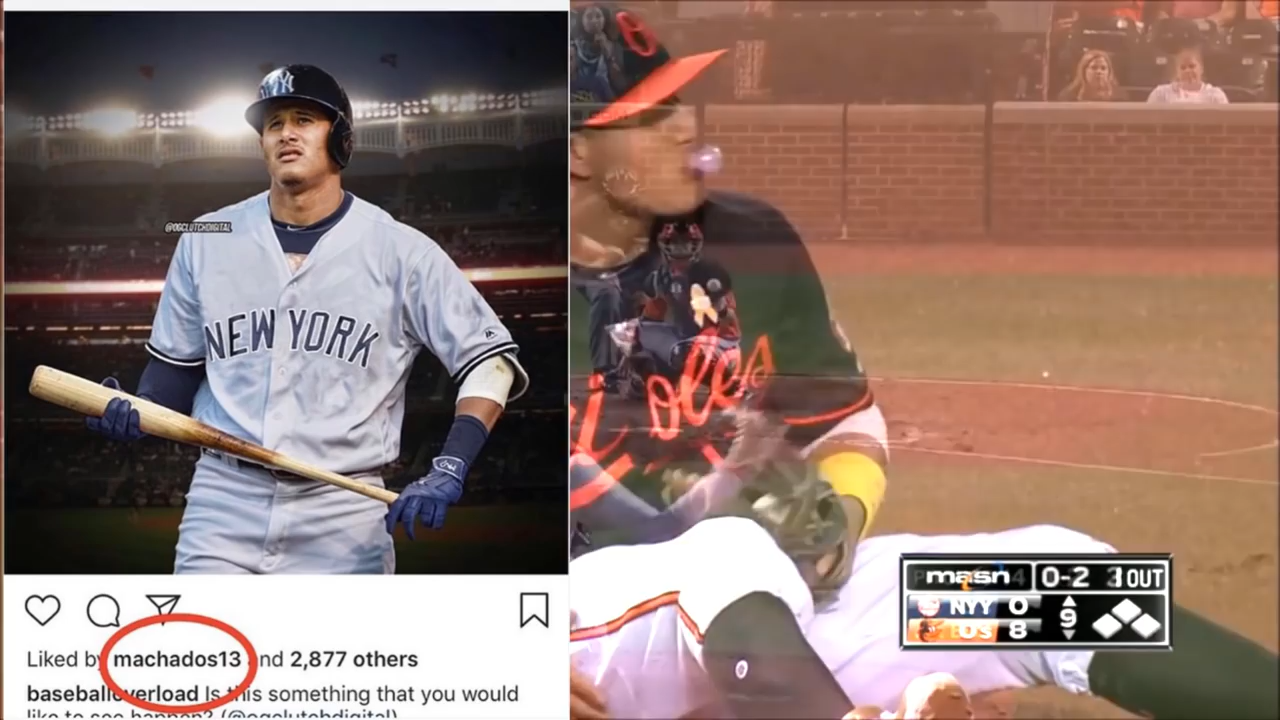 @OGCLUTCHDIGITAL
NEW YORK
Liked by machados13 and 2,877 others
baseballoverload Is this something that you would
like to see happen? (@ogclutchdigital)
O
oles
masn
0-2
OUT
NYY 0
8
9